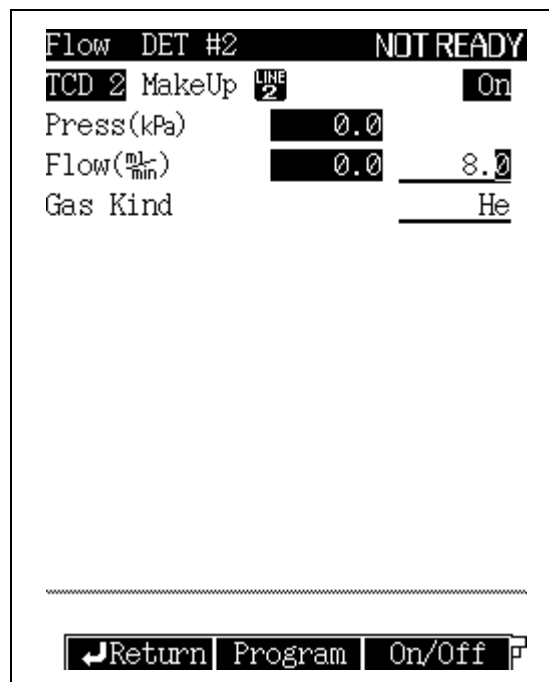 Flow DET #2 NOT READY
TCD 2 MakeUp LINE 2 On
Press(kPa) 0.0
Flow(mL/min) 0.0 8.0
Gas Kind He
↵Return Program On/Off